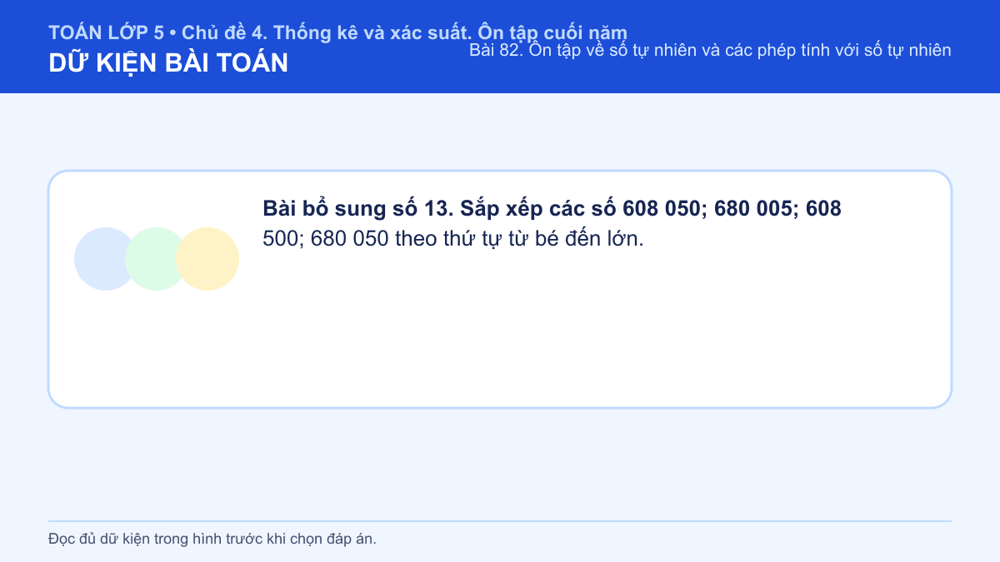 TOÁN LỚP 5 • Chủ đề 4. Thống kê và xác suất. Ôn tập cuối năm
Bài 82. Ôn tập về số tự nhiên và các phép tính với số tự nhiên
DỮ KIỆN BÀI TOÁN
Bài bổ sung số 13. Sắp xếp các số 608 050; 680 005; 608
500; 680 050 theo thứ tự từ bé đến lớn.
Đọc đủ dữ kiện trong hình trước khi chọn đáp án.